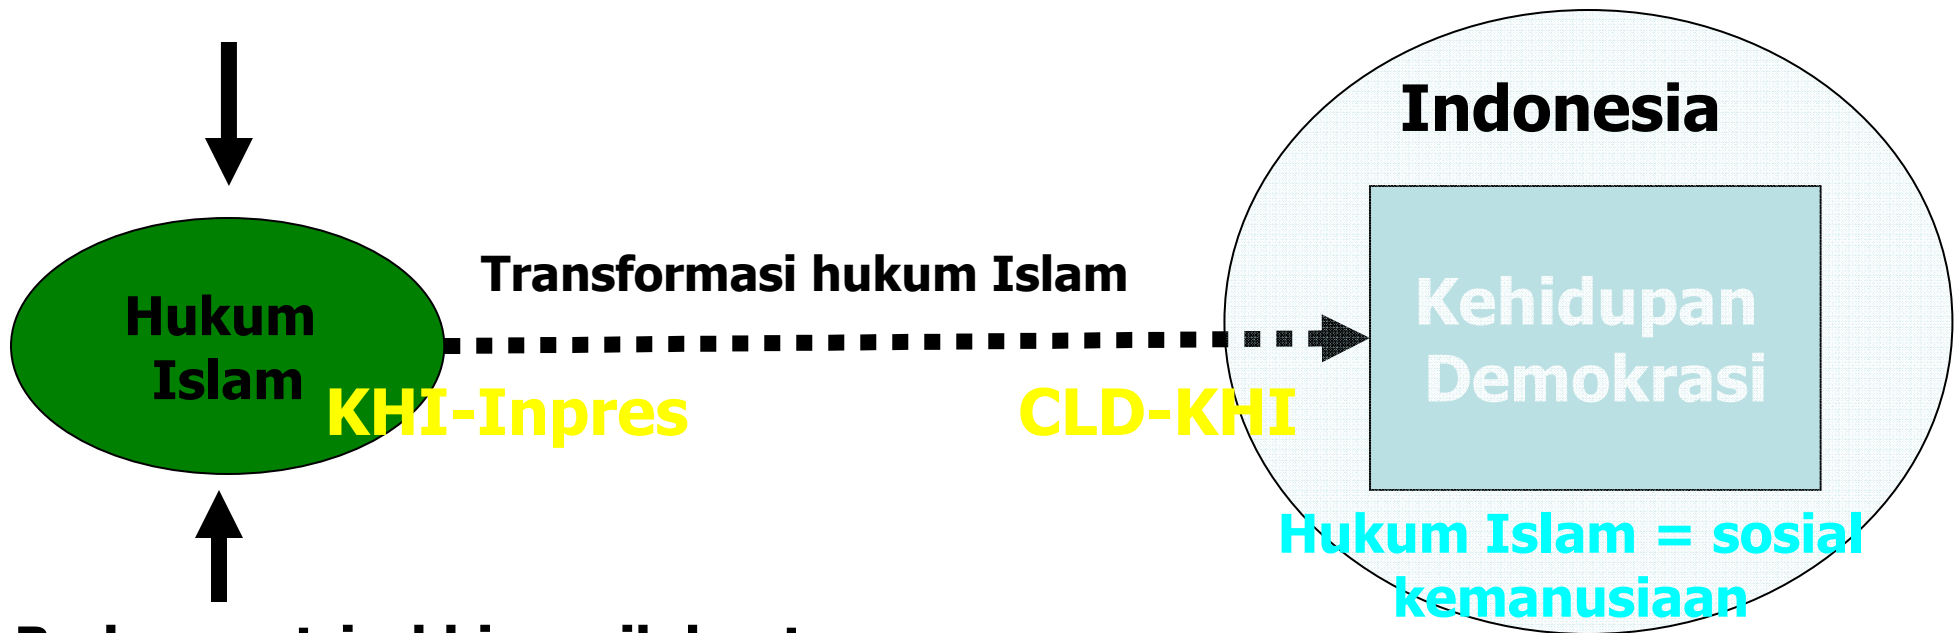 Indonesia
Transformasi hukum Islam
Hukum
Islam
Kehidupan
Demokrasi
KHI-Inpres
CLD-KHI
Hukum Islam = sosial
kemanusiaan